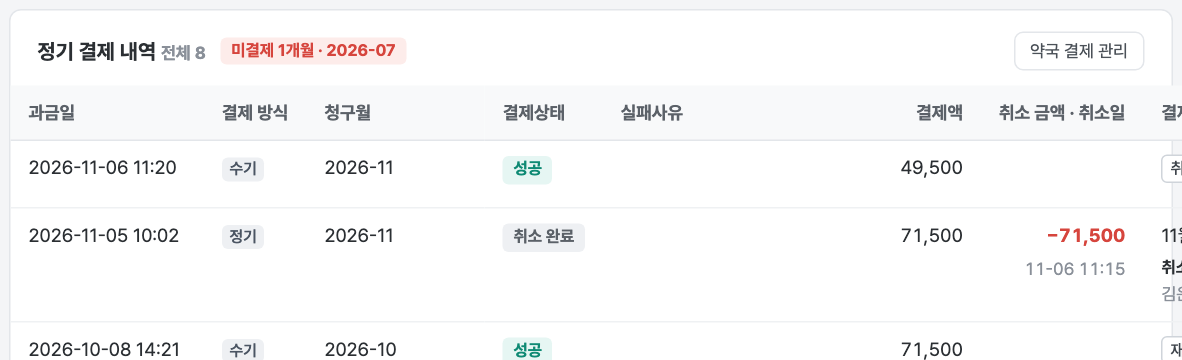 정기 결제 내역 전체 8 미결제 1개월 · 2026-07 약국 결제 관리
과금일 결제 방식 청구월 결제상태 실패사유 결제액 취소 금액 · 취소일
2026-11-06 11:20 수기 2026-11 성공 49,500
2026-11-05 10:02 정기 2026-11 취소 완료 71,500 −71,500
11-06 11:15
2026-10-08 14:21 수기 2026-10 성공 71,500